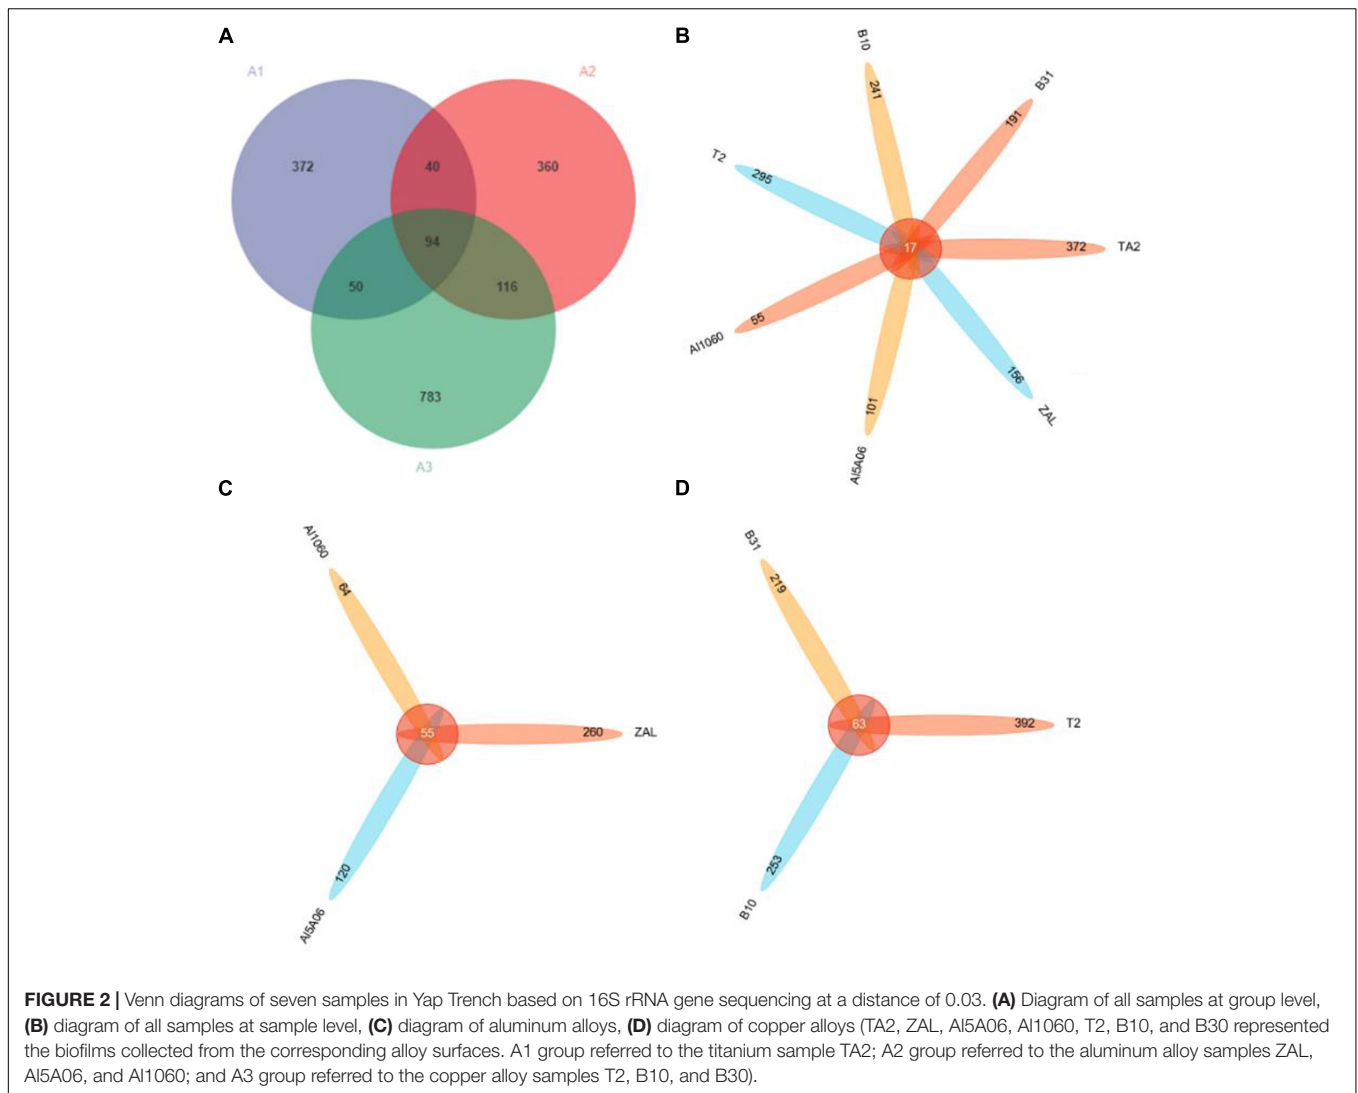 A
A1
A2
372
40
360
94
50
116
783
A3
B
B10
241
B31
191
T2
295
17
372
TA2
Al1060
55
101
Al5A06
156
ZAL
C
Al1060
64
55
260
ZAL
120
Al5A06
D
B31
219
63
392
T2
253
B10
FIGURE 2 | Venn diagrams of seven samples in Yap Trench based on 16S rRNA gene sequencing at a distance of 0.03. (A) Diagram of all samples at group level,
(B) diagram of all samples at sample level, (C) diagram of aluminum alloys, (D) diagram of copper alloys (TA2, ZAL, Al5A06, Al1060, T2, B10, and B30 represented
the biofilms collected from the corresponding alloy surfaces. A1 group referred to the titanium sample TA2; A2 group referred to the aluminum alloy samples ZAL,
Al5A06, and Al1060; and A3 group referred to the copper alloy samples T2, B10, and B30).